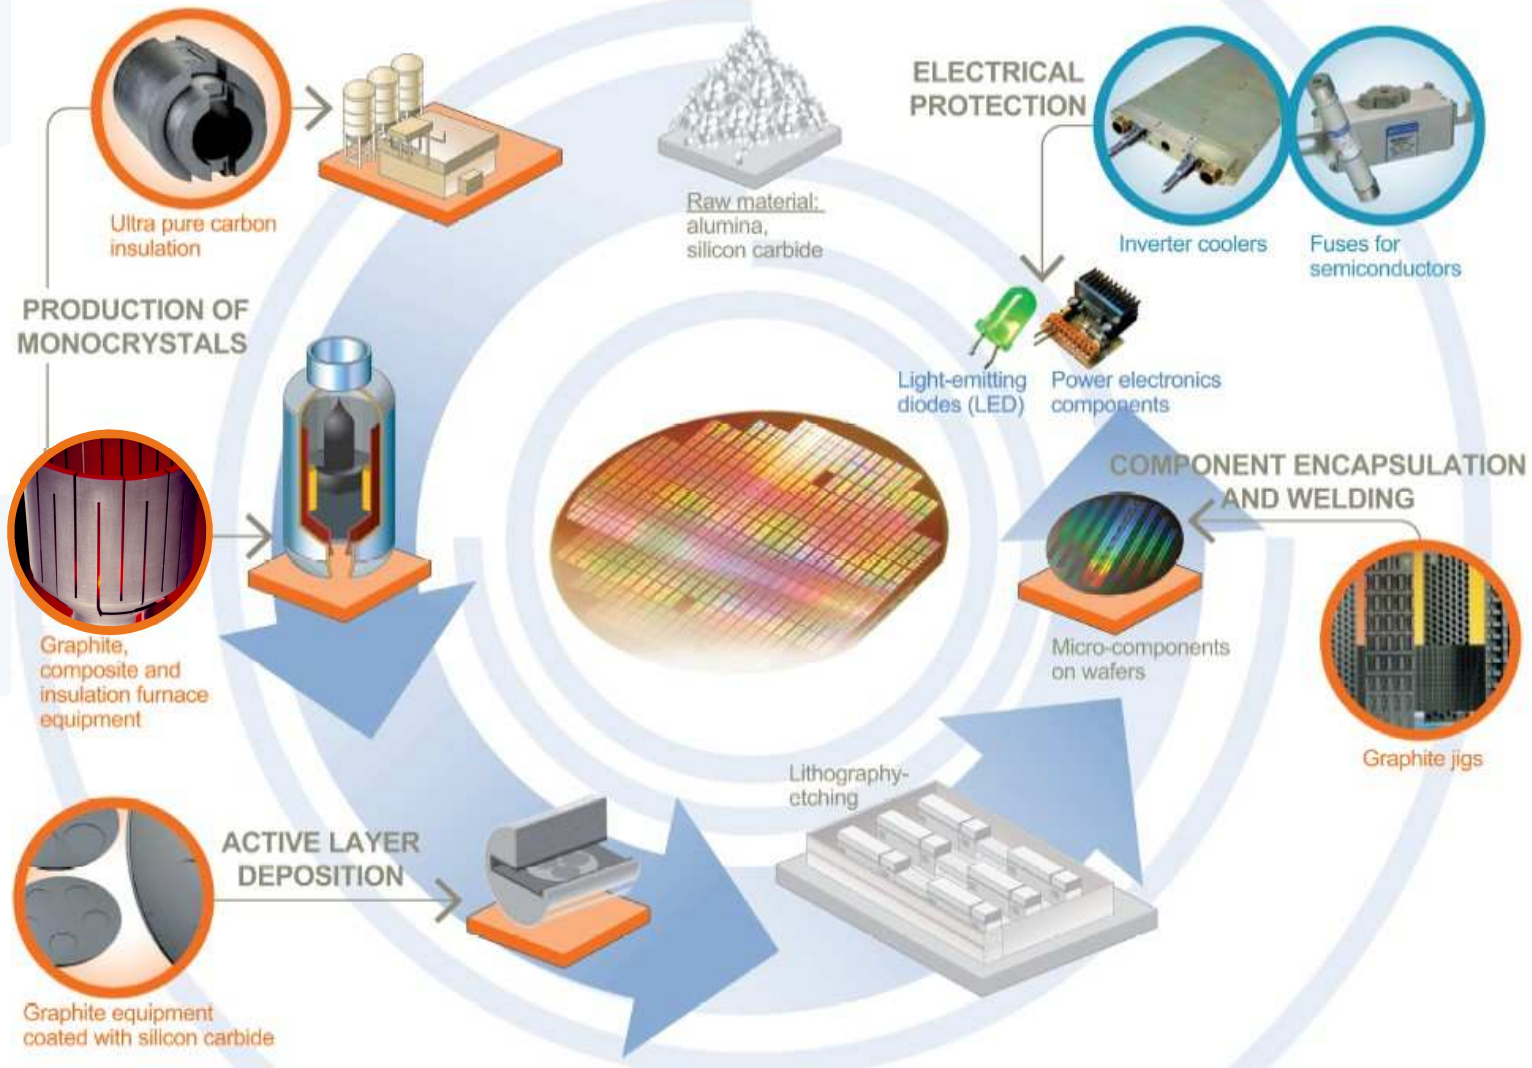 Ultra pure carbon
insulation
Raw material:
alumina,
silicon carbide
ELECTRICAL
PROTECTION
Inverter coolers
Fuses for
semiconductors
PRODUCTION OF
MONOCRYSTALS
Light-emitting
diodes (LED)
Power electronics
components
COMPONENT ENCAPSULATION
AND WELDING
Graphite,
composite and
insulation furnace
equipment
Micro-components
on wafers
Graphite jigs
Lithography-
etching
ACTIVE LAYER
DEPOSITION
Graphite equipment
coated with silicon carbide